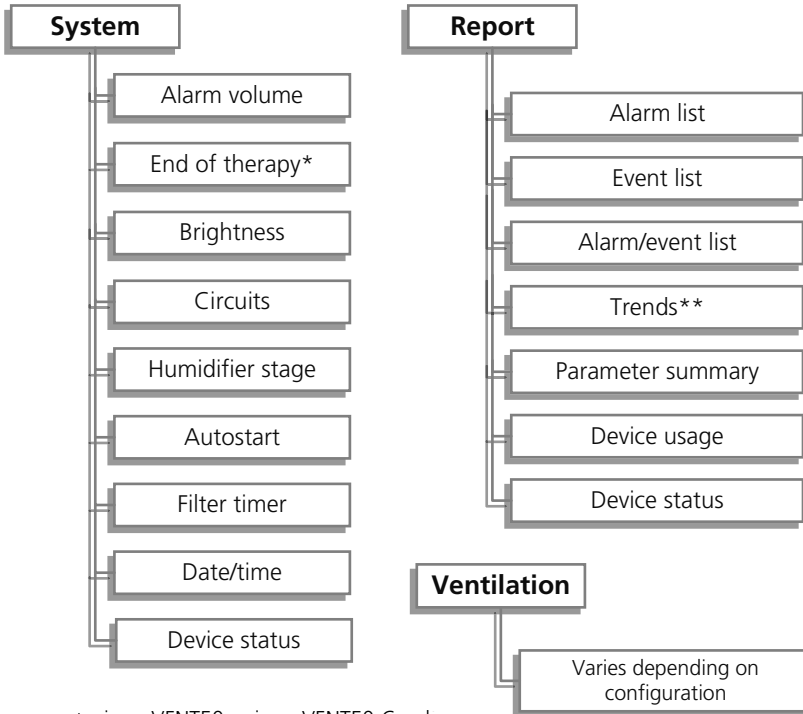 System
Alarm volume
End of therapy*
Brightness
Circuits
Humidifier stage
Autostart
Filter timer
Date/time
Device status
Report
Alarm list
Event list
Alarm/event list
Trends**
Parameter summary
Device usage
Device status
Ventilation
Varies depending on
configuration